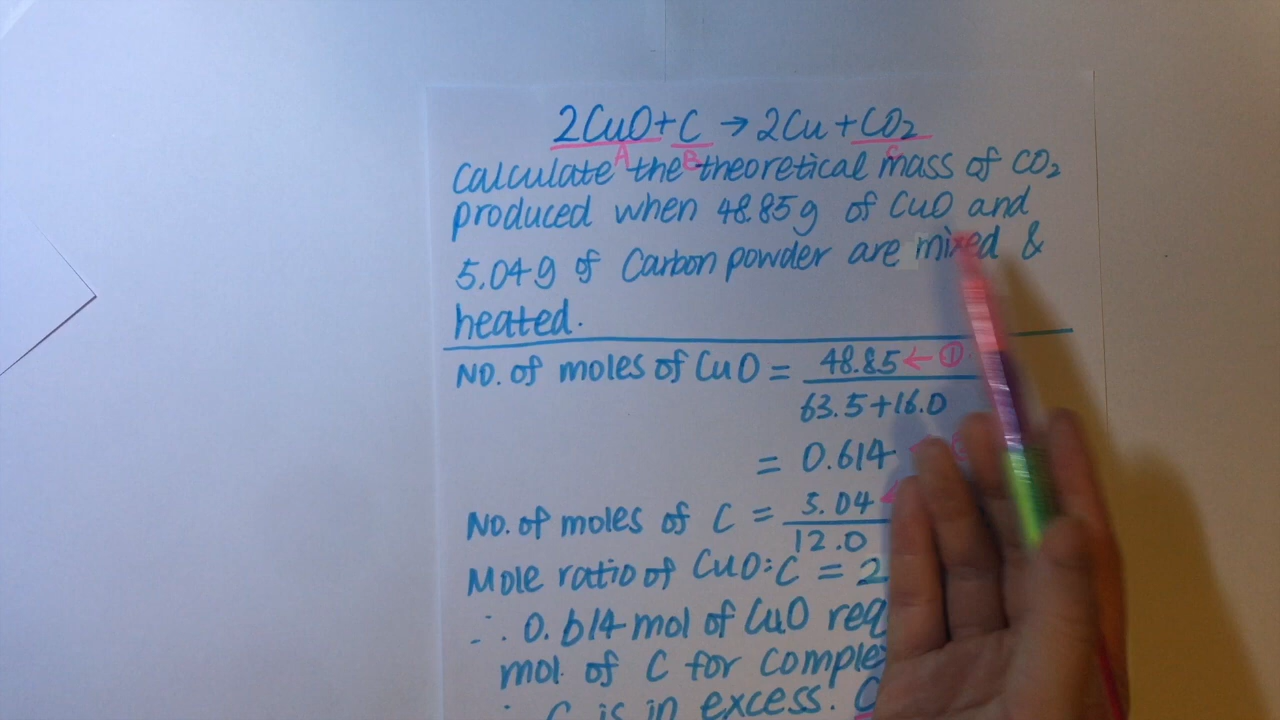 2CuO + C → 2Cu + CO₂
A B C
Calculate the theoretical mass of CO₂
produced when 48.85g of CuO and
5.04g of Carbon powder are mixed &
heated.
No. of moles of CuO = 48.85 ← ①
63.5+16.0
= 0.614
No. of moles of C = 5.04
12.0
Mole ratio of CuO:C = 2
∴ 0.614 mol of CuO req
mol of C for comple
∴ C is in excess.